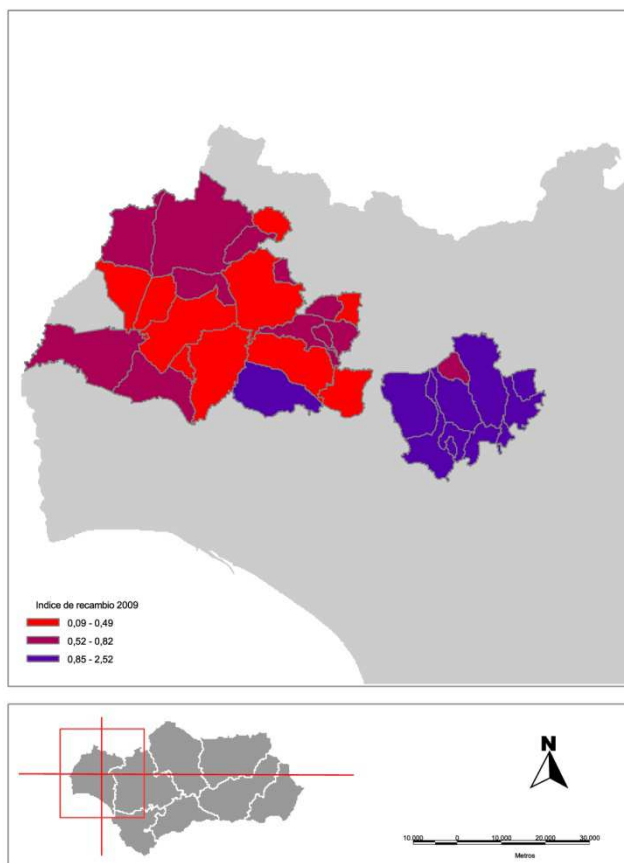 Indice de recambio 2009
0,09 - 0,49
0,52 - 0,82
0,85 - 2,52
N
10.000 0 10.000 20.000 30.000
Metros